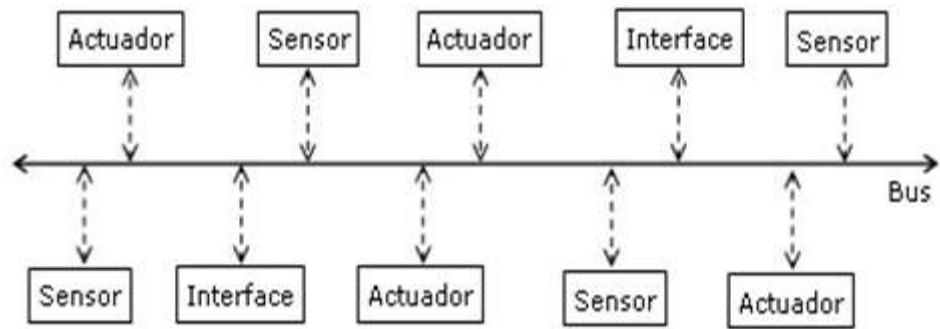 Actuador Sensor Actuador Interface Sensor
Bus
Sensor Interface Actuador Sensor Actuador